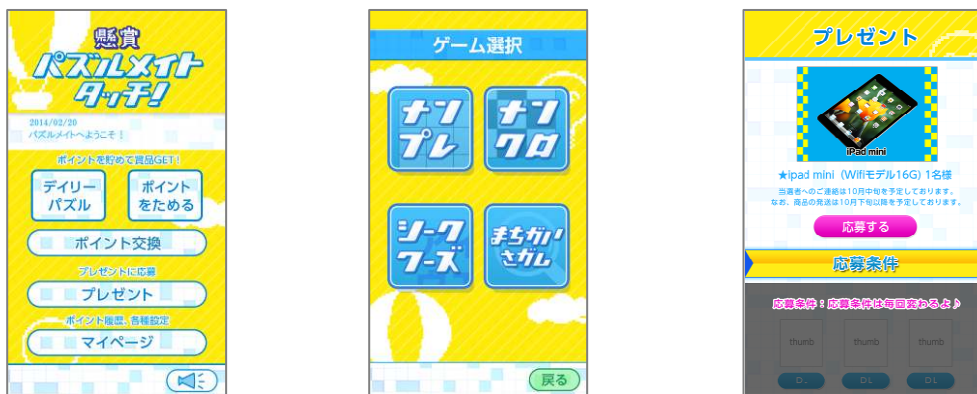 懸賞
パズルメイト
タッチ!
2014/02/20
パズルメイトへようこそ!
ポイントを貯めて賞品GET!
デイリー
パズル
ポイント
をためる
ポイント交換
プレゼントに応募
プレゼント
ポイント履歴、各種設定
マイページ
ゲーム選択
ナン
プレ
ナン
クロ
シーク
ワーズ
まちがい
さがし
戻る
プレゼント
iPad mini
★ipad mini（Wifiモデル16G) 1名様
当選者へのご連絡は10月中旬を予定しております。
なお、商品の発送は10月下旬以降を予定しております。
応募する
応募条件
応募条件：応募条件は毎回変わるよ♪
thumb
thumb
thumb
D.
DL
DL